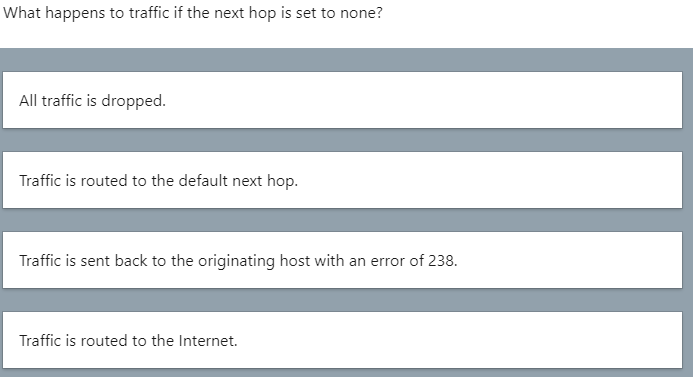 What happens to traffic if the next hop is set to none?
All traffic is dropped.
Traffic is routed to the default next hop.
Traffic is sent back to the originating host with an error of 238.
Traffic is routed to the Internet.